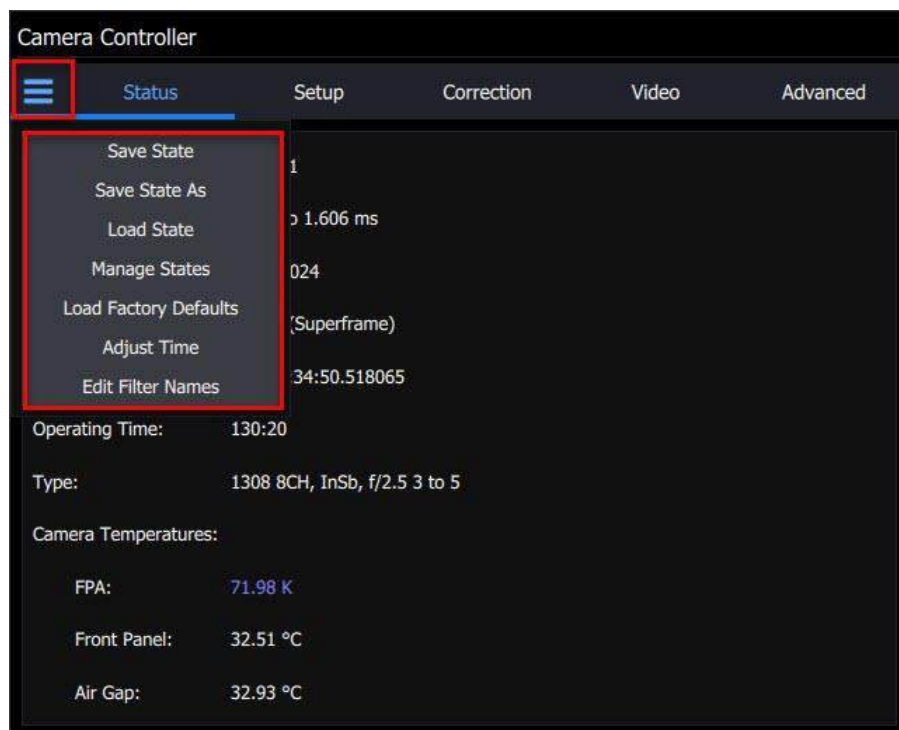 Camera Controller
Status Setup Correction Video Advanced
Save State
1
Save State As
o 1.606 ms
Load State
Manage States
024
Load Factory Defaults
(Superframe)
Adjust Time
:34:50.518065
Edit Filter Names
Operating Time: 130:20
Type: 1308 8CH, InSb, f/2.5 3 to 5
Camera Temperatures:
FPA: 71.98 K
Front Panel: 32.51 °C
Air Gap: 32.93 °C